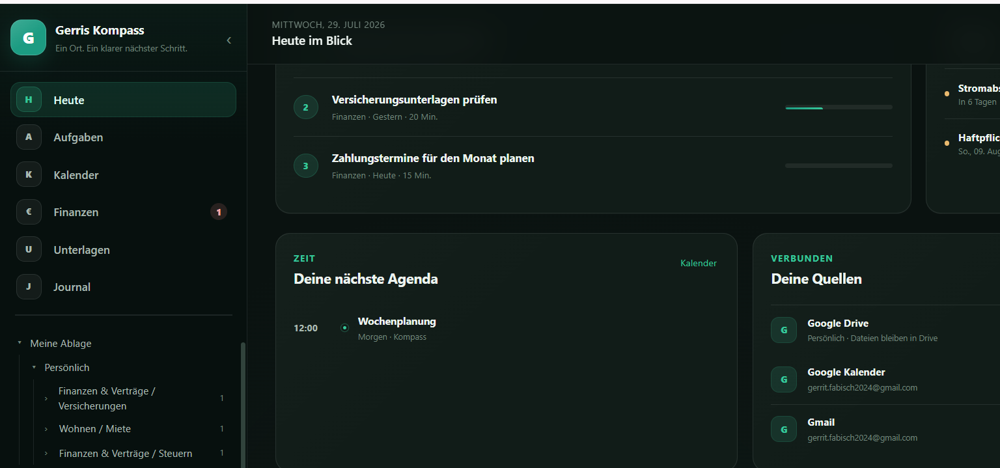 G
Gerris Kompass
Ein Ort. Ein klarer nächster Schritt.
‹
H Heute
A Aufgaben
K Kalender
€ Finanzen 1
U Unterlagen
J Journal
Meine Ablage
Persönlich
Finanzen & Verträge /
Versicherungen 1
Wohnen / Miete 1
Finanzen & Verträge / Steuern 1
MITTWOCH, 29. JULI 2026
Heute im Blick
2
Versicherungsunterlagen prüfen
Finanzen · Gestern · 20 Min.
3
Zahlungstermine für den Monat planen
Finanzen · Heute · 15 Min.
Stromabs
In 6 Tagen
Haftpflic
So., 09. Aug
ZEIT
Deine nächste Agenda
Kalender
12:00
Wochenplanung
Morgen · Kompass
VERBUNDEN
Deine Quellen
G
Google Drive
Persönlich · Dateien bleiben in Drive
G
Google Kalender
gerrit.fabisch2024@gmail.com
G
Gmail
gerrit.fabisch2024@gmail.com